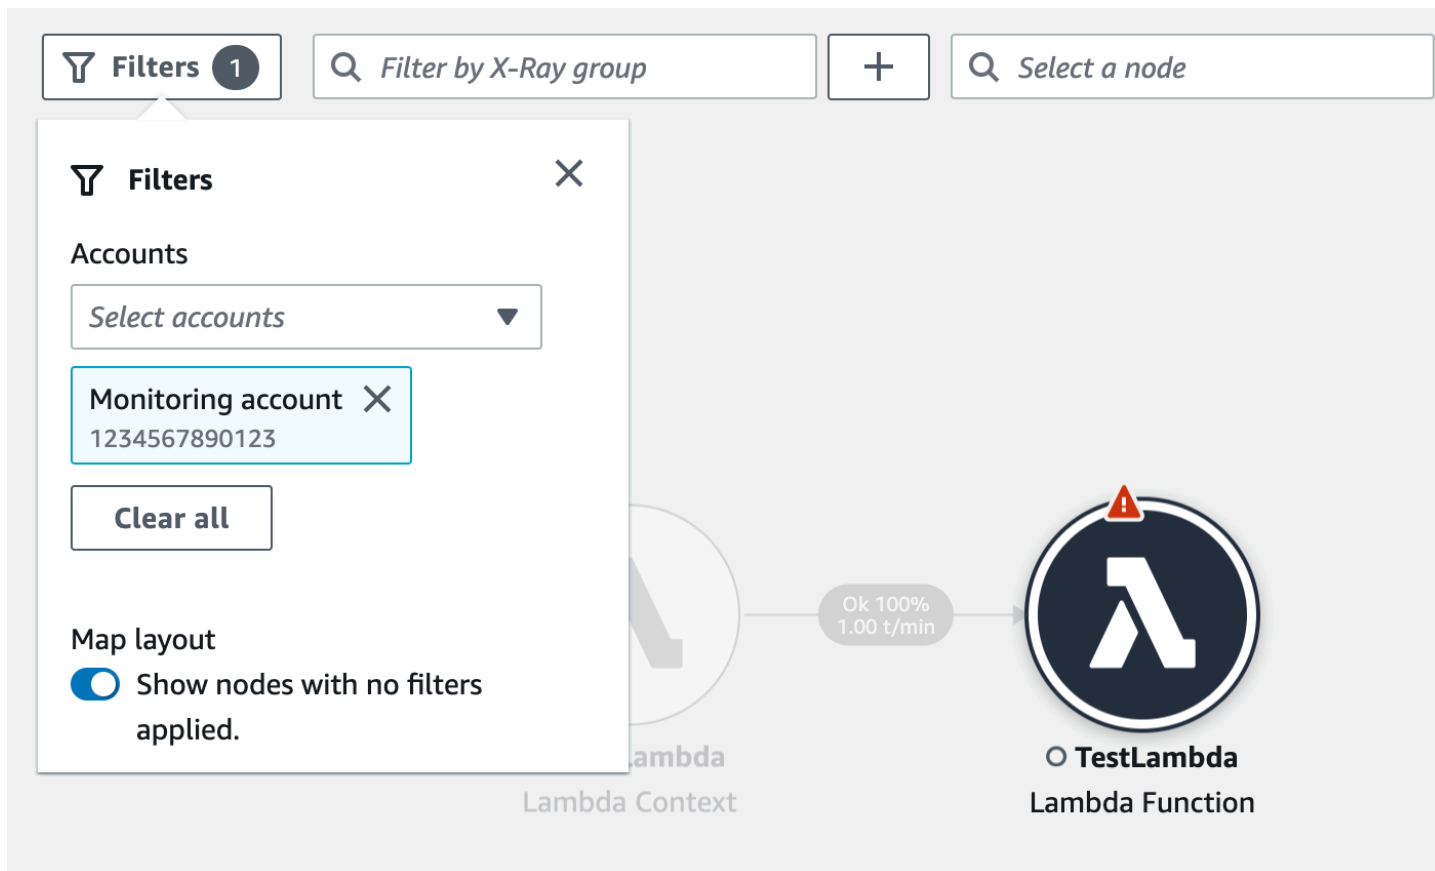 Filters 1
Filter by X-Ray group
Select a node
Filters
Accounts
Select accounts
Monitoring account
1234567890123
Clear all
Map layout
Show nodes with no filters
applied.
Ok 100%
1.00 t/min
TestLambda
Lambda Context
Lambda Function